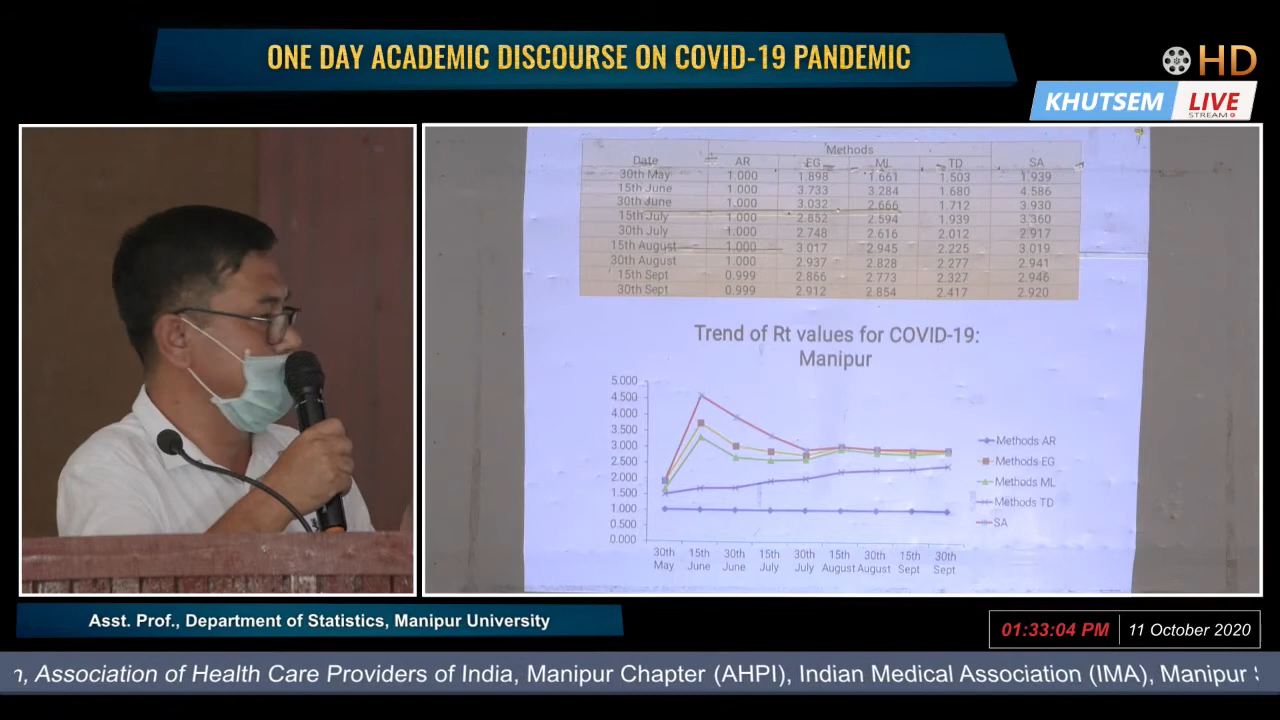 ONE DAY ACADEMIC DISCOURSE ON COVID-19 PANDEMIC
HD
KHUTSEM LIVE
STREAM
Methods
Date AR EG ML TD SA
30th May 1.000 1.898 1.661 1.503 1.939
15th June 1.000 3.733 3.284 1.680 4.586
30th June 1.000 3.032 2.666 1.712 3.930
15th July 1.000 2.852 2.594 1.939 3.360
30th July 1.000 2.748 2.616 2.012 2.917
15th August 1.000 3.017 2.945 2.225 3.019
30th August 1.000 2.937 2.828 2.277 2.941
15th Sept 0.999 2.866 2.773 2.327 2.946
30th Sept 0.999 2.912 2.854 2.417 2.920
Trend of Rt values for COVID-19:
Manipur
5.000
4.500
4.000
3.500
3.000
2.500
2.000
1.500
1.000
0.500
0.000
Methods AR
Methods EG
Methods ML
Methods TD
SA
30th 15th 30th 15th 30th 15th 30th 15th 30th
May June June July July August August Sept Sept
Asst. Prof., Department of Statistics, Manipur University
01:33:04 PM 11 October 2020
, Association of Health Care Providers of India, Manipur Chapter (AHPI), Indian Medical Association (IMA), Manipur